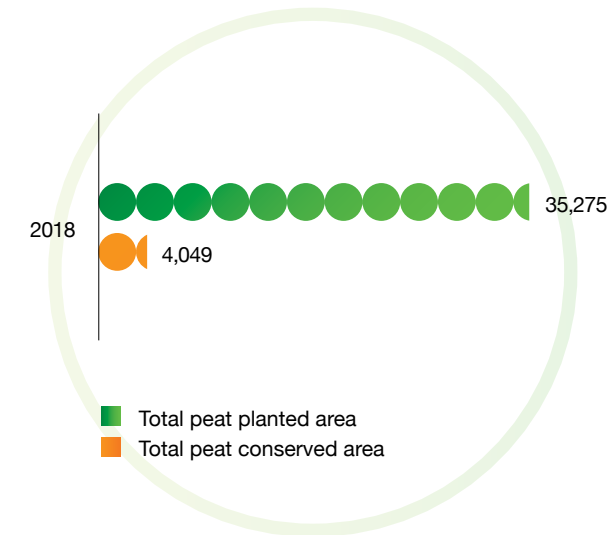 35,275
2018
4,049
Total peat planted area
Total peat conserved area